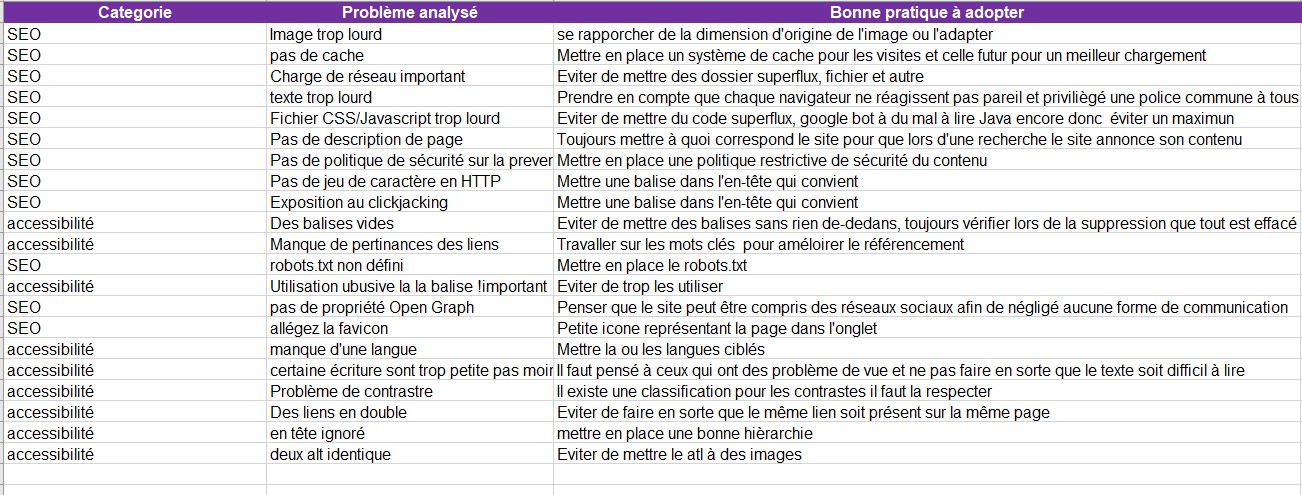 Categorie Problème analysé Bonne pratique à adopter
SEO Image trop lourd se rapporcher de la dimension d'origine de l'image ou l'adapter
SEO pas de cache Mettre en place un système de cache pour les visites et celle futur pour un meilleur chargement
SEO Charge de réseau important Eviter de mettre des dossier superflux, fichier et autre
SEO texte trop lourd Prendre en compte que chaque navigateur ne réagissent pas pareil et priviliègé une police commune à tous
SEO Fichier CSS/Javascript trop lourd Eviter de mettre du code superflux, google bot à du mal à lire Java encore donc éviter un maximun
SEO Pas de description de page Toujours mettre à quoi correspond le site pour que lors d'une recherche le site annonce son contenu
SEO Pas de politique de sécurité sur la prever Mettre en place une politique restrictive de sécurité du contenu
SEO Pas de jeu de caractère en HTTP Mettre une balise dans l'en-tête qui convient
SEO Exposition au clickjacking Mettre une balise dans l'en-tête qui convient
accessibilité Des balises vides Eviter de mettre des balises sans rien de-dedans, toujours vérifier lors de la suppression que tout est effacé
accessibilité Manque de pertinances des liens Travaller sur les mots clés pour améloirer le référencement
SEO robots.txt non défini Mettre en place le robots.txt
accessibilité Utilisation ubusive la la balise !important Eviter de trop les utiliser
SEO pas de propriété Open Graph Penser que le site peut être compris des réseaux sociaux afin de négligé aucune forme de communication
SEO allégez la favicon Petite icone représentant la page dans l'onglet
accessibilité manque d'une langue Mettre la ou les langues ciblés
accessibilité certaine écriture sont trop petite pas moin Il faut pensé à ceux qui ont des problème de vue et ne pas faire en sorte que le texte soit difficil à lire
accessibilité Problème de contrastre Il existe une classification pour les contrastes il faut la respecter
accessibilité Des liens en double Eviter de faire en sorte que le même lien soit présent sur la même page
accessibilité en tête ignoré mettre en place une bonne hièrarchie
accessibilité deux alt identique Eviter de mettre le atl à des images